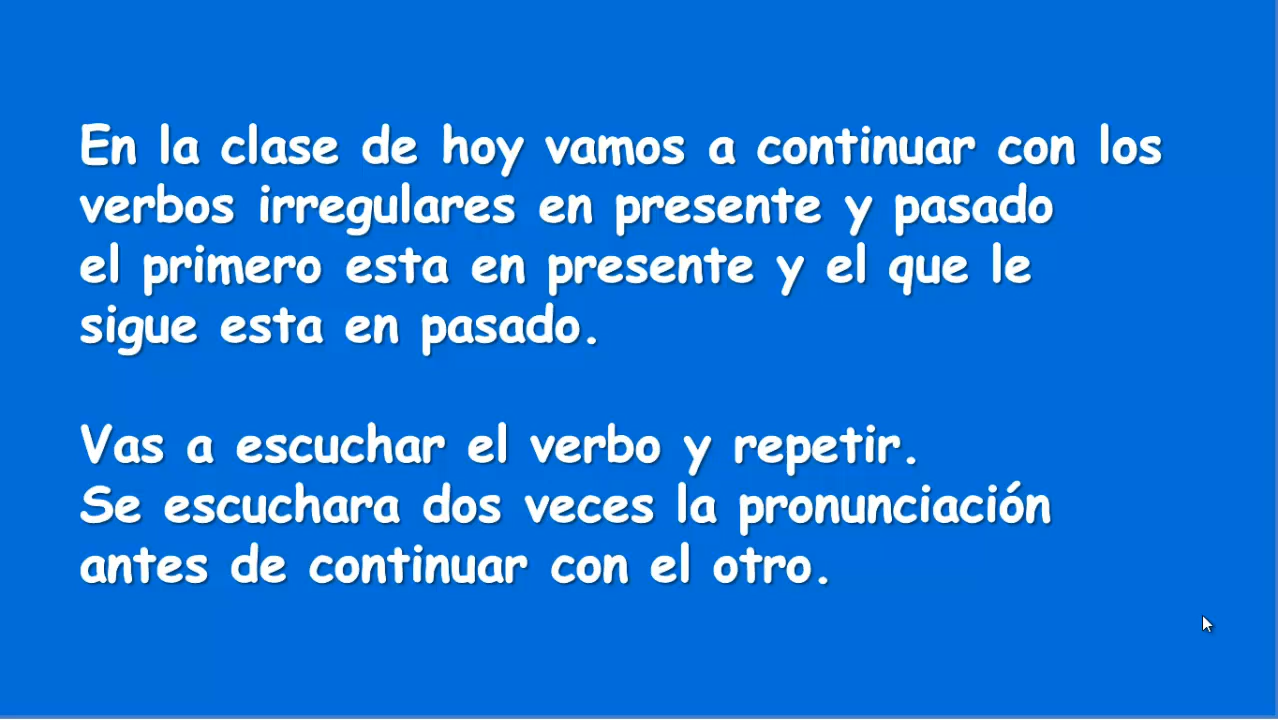 En la clase de hoy vamos a continuar con los
verbos irregulares en presente y pasado
el primero esta en presente y el que le
sigue esta en pasado.
Vas a escuchar el verbo y repetir.
Se escuchara dos veces la pronunciación
antes de continuar con el otro.